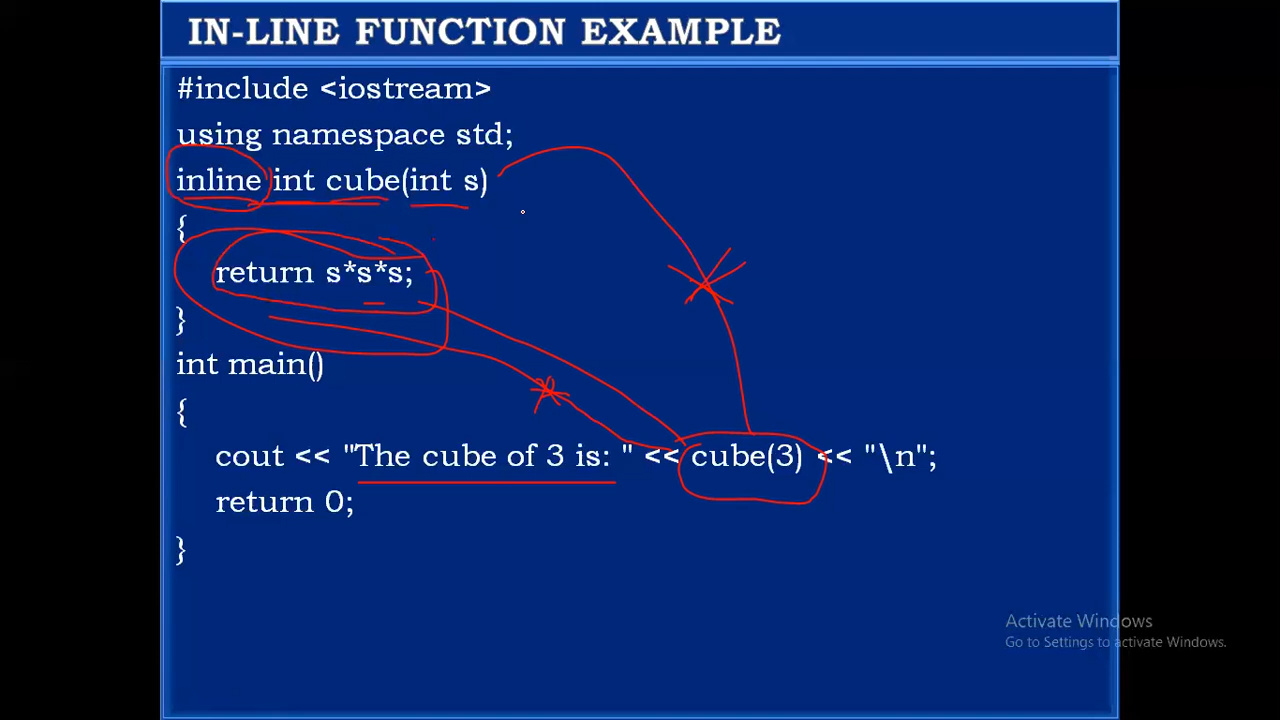 IN-LINE FUNCTION EXAMPLE
#include <iostream>
using namespace std;
inline int cube(int s)
{
return s*s*s;
}
int main()
{
cout << "The cube of 3 is: " << cube(3) << "\n";
return 0;
}
Activate Windows
Go to Settings to activate Windows.